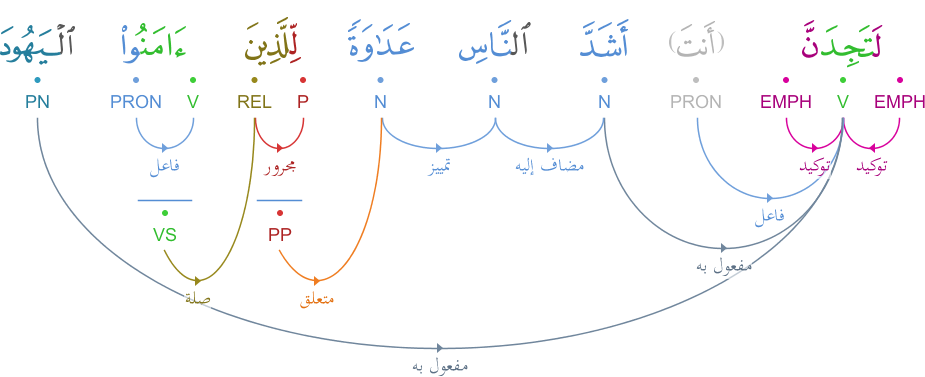 لَتَجِدَنَّ (أَنتَ) أَشَدَّ ٱلنَّاسِ عَدَٰوَةً لِّلَّذِينَ ءَامَنُوا۟ ٱلْيَهُودَ
EMPH V EMPH PRON N N N P REL V PRON PN
توكيد توكيد مضاف إليه تمييز مجرور فاعل
فاعل
PP VS
مفعول به
متعلق صلة
مفعول به